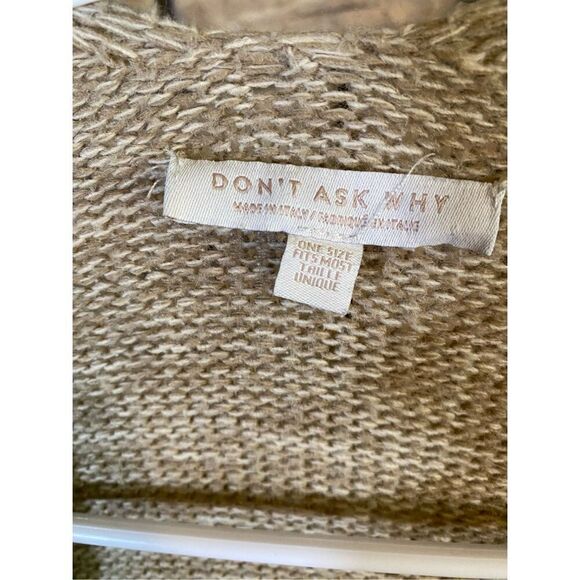 DON'T ASK WHY
MADE IN ITALY / FABRIQUÉ EN ITALIE
ONE SIZE
FITS MOST
TAILLE
UNIQUE